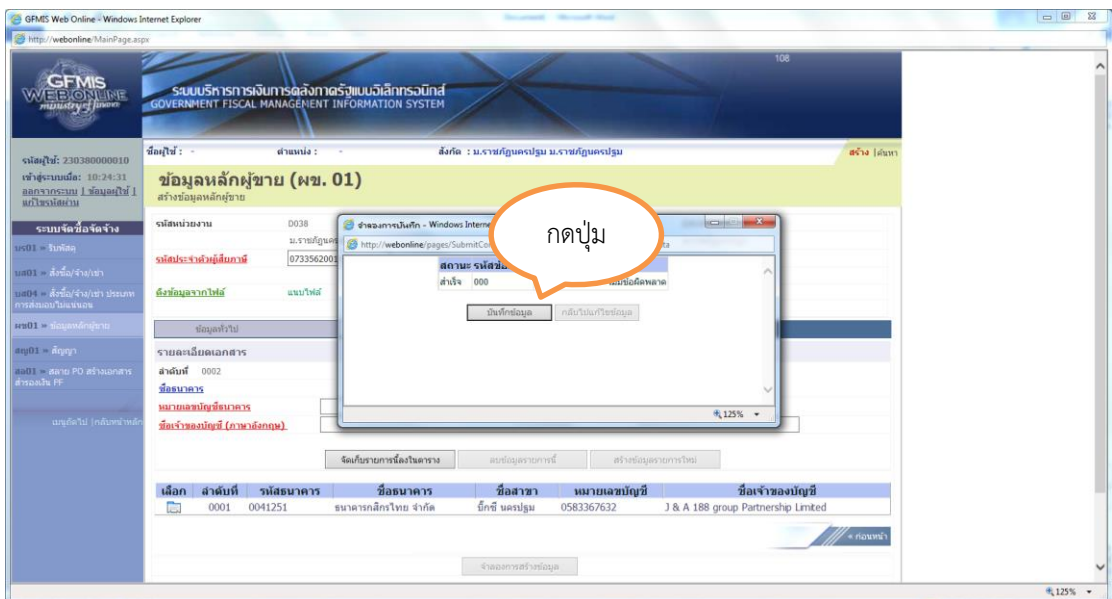 GFMIS Web Online - Windows Internet Explorer
http://webonline/MainPage.aspx
GFMIS
WEB ONLINE
ministry of finance
ระบบบริหารการเงินการคลังภาครัฐแบบอิเล็กทรอนิกส์
GOVERNMENT FISCAL MANAGEMENT INFORMATION SYSTEM
108
รหัสผู้ใช้: 230380000010
เข้าสู่ระบบเมื่อ: 10:24:31
ออกจากระบบ | ข้อมูลผู้ใช้ |
แก้ไขรหัสผ่าน
ชื่อผู้ใช้ : - ตำแหน่ง : - สังกัด : ม.ราชภัฏนครปฐม ม.ราชภัฏนครปฐม
สร้าง |ค้นหา
ข้อมูลหลักผู้ขาย (ผข. 01)
สร้างข้อมูลหลักผู้ขาย
ระบบจัดซื้อจัดจ้าง
บร01 » รับพัสดุ
บส01 » สั่งซื้อ/จ้าง/เช่า
บส04 » สั่งซื้อ/จ้าง/เช่า ประเภท
การส่งมอบไม่แน่นอน
ผข01 » ข้อมูลหลักผู้ขาย
สญ01 » สัญญา
สล01 » สลาย PO สร้างเอกสาร
สำรองเงิน PF
เมนูถัดไป |กลับหน้าหลัก
รหัสหน่วยงาน D038
ม.ราชภัฏนคร
รหัสประจำตัวผู้เสียภาษี 0733562001
ดึงข้อมูลจากไฟล์ แนบไฟล์
จำลองการบันทึก - Windows Interne
http://webonline/pages/SubmitCo ta
สถานะ รหัสข้อ
สำเร็จ 000 ไม่มีข้อผิดพลาด
บันทึกข้อมูล กลับไปแก้ไขข้อมูล
125%
กดปุ่ม
ข้อมูลทั่วไป
รายละเอียดเอกสาร
ลำดับที่ 0002
ชื่อธนาคาร
หมายเลขบัญชีธนาคาร
ชื่อเจ้าของบัญชี (ภาษาอังกฤษ)
จัดเก็บรายการนี้ลงในตาราง ลบข้อมูลรายการนี้ สร้างข้อมูลรายการใหม่
เลือก ลำดับที่ รหัสธนาคาร ชื่อธนาคาร ชื่อสาขา หมายเลขบัญชี ชื่อเจ้าของบัญชี
0001 0041251 ธนาคารกสิกรไทย จำกัด บิ๊กซี นครปฐม 0583367632 J & A 188 group Partnership Limited
« ก่อนหน้า
จำลองการสร้างข้อมูล
125%